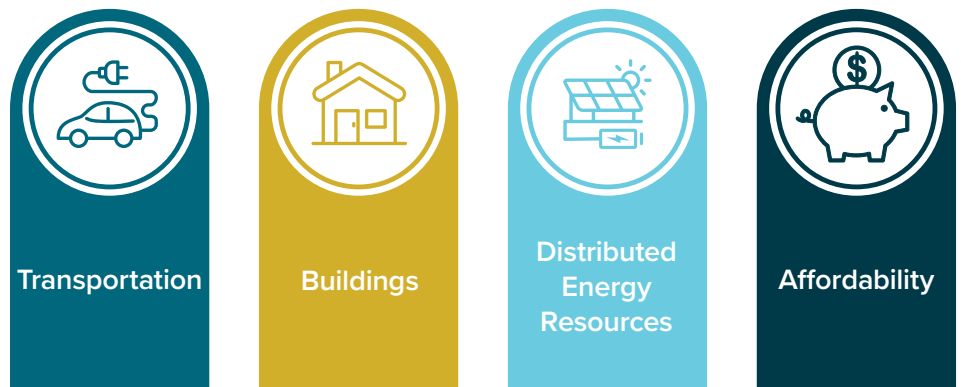 $
Transportation
Buildings
Distributed
Energy
Resources
Affordability